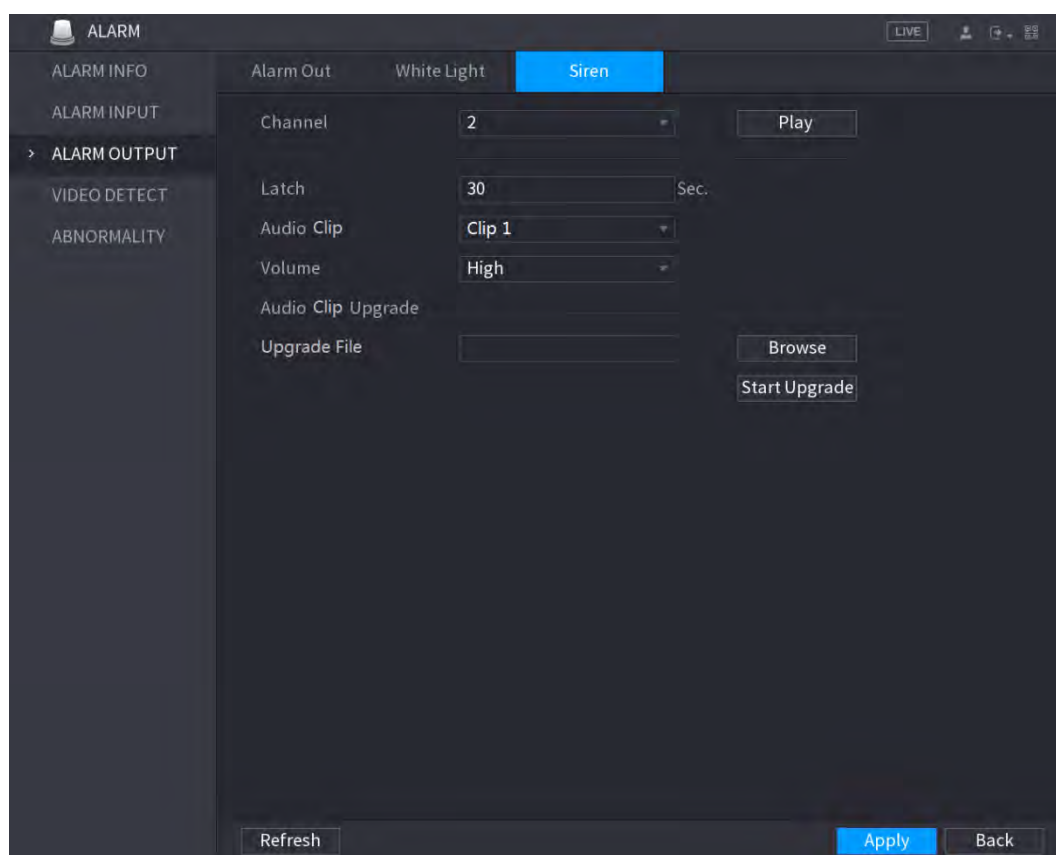 ALARM
LIVE
ALARM INFO
ALARM INPUT
> ALARM OUTPUT
VIDEO DETECT
ABNORMALITY
Alarm Out White Light Siren
Channel 2 Play
Latch 30 Sec.
Audio Clip Clip 1
Volume High
Audio Clip Upgrade
Upgrade File Browse
Start Upgrade
Refresh Apply Back